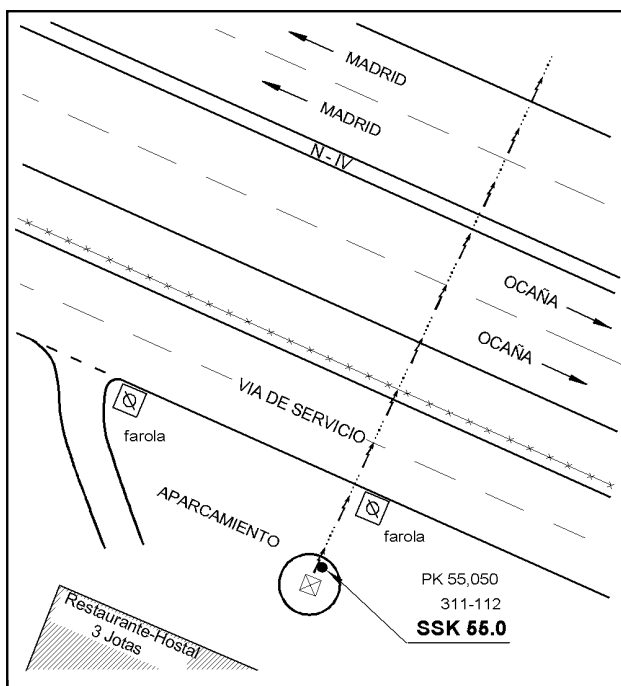 MADRID
MADRID
N - IV
OCAÑA
OCAÑA
VIA DE SERVICIO
farola
APARCAMIENTO
farola
PK 55,050
311-112
SSK 55.0
Restaurante-Hostal
3 Jotas